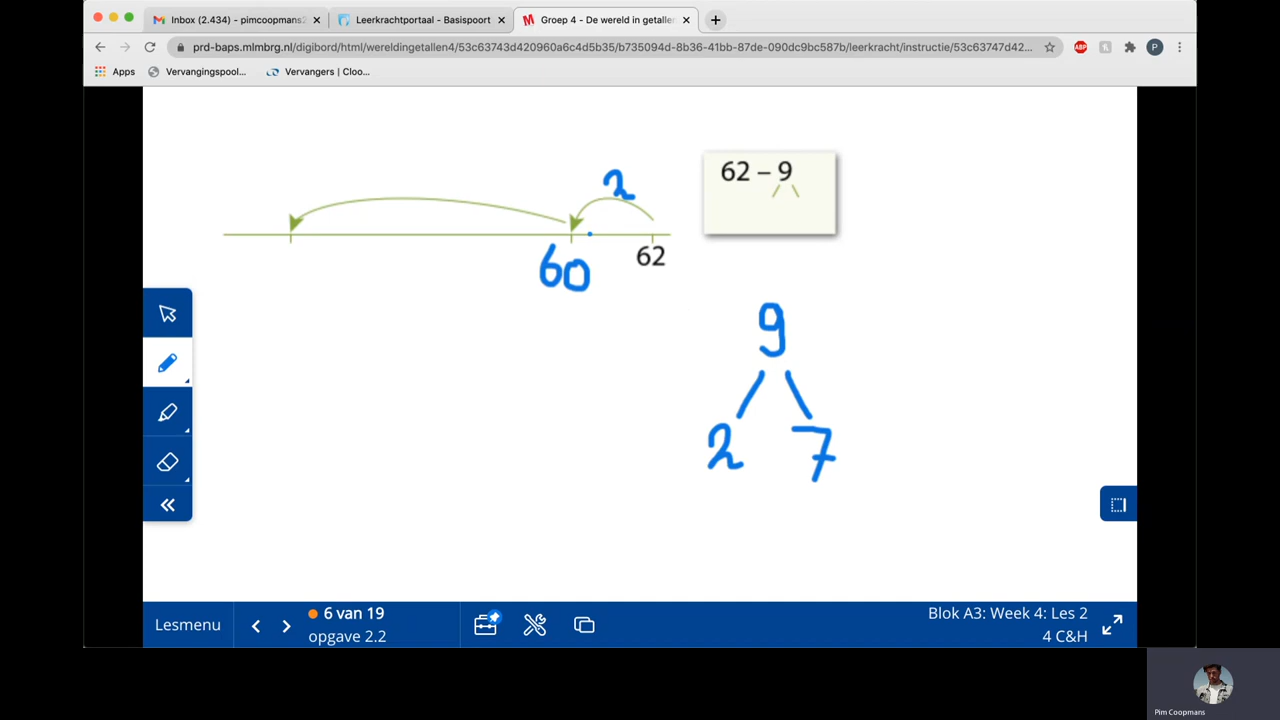 Inbox (2.434) - pimcoopmans2
Leerkrachtportaal - Basispoort
Groep 4 - De wereld in getallen
prd-baps.mlmbrg.nl/digibord/html/wereldingetallen4/53c63743d420960a6c4d5b35/b735094d-8b36-41bb-87de-090dc9bc587b/leerkracht/instructie/53c63747d42...
ABP
P
Apps
Vervangingspool...
Vervangers | Cloo...
62 – 9
2
60
62
9
2 7
Lesmenu
6 van 19
opgave 2.2
Blok A3: Week 4: Les 2
4 C&H
Pim Coopmans